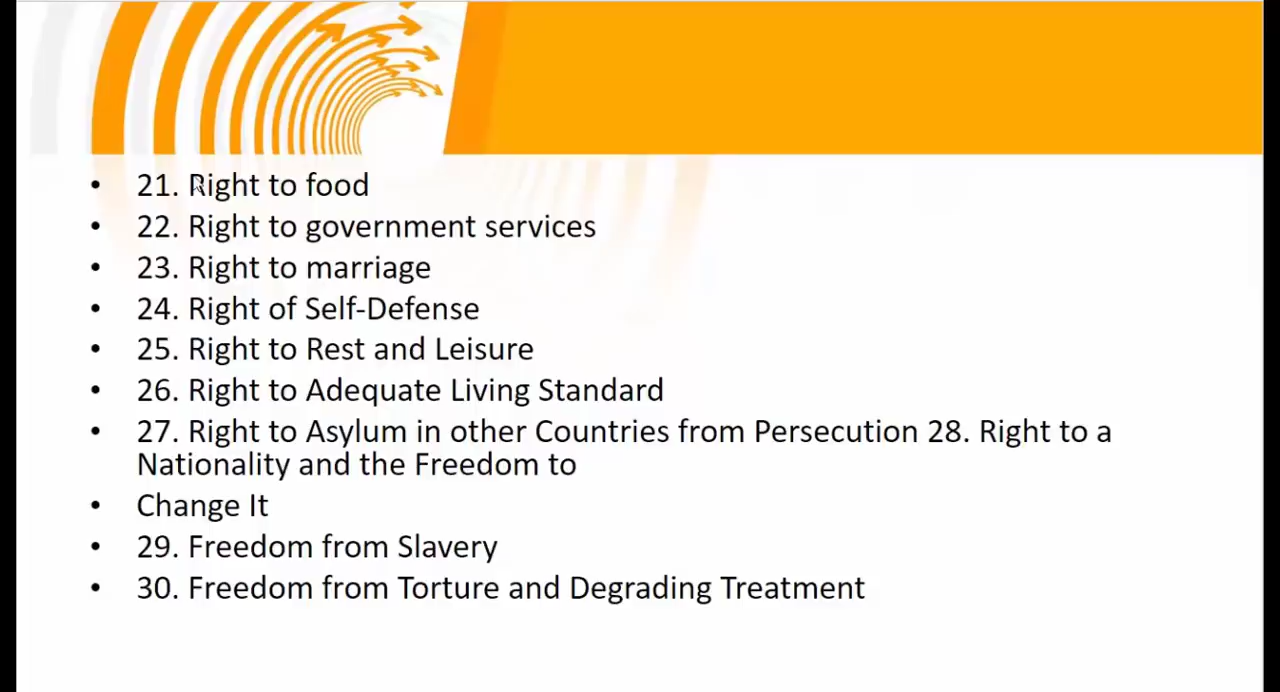 • 21. Right to food
• 22. Right to government services
• 23. Right to marriage
• 24. Right of Self-Defense
• 25. Right to Rest and Leisure
• 26. Right to Adequate Living Standard
• 27. Right to Asylum in other Countries from Persecution 28. Right to a
Nationality and the Freedom to
• Change It
• 29. Freedom from Slavery
• 30. Freedom from Torture and Degrading Treatment